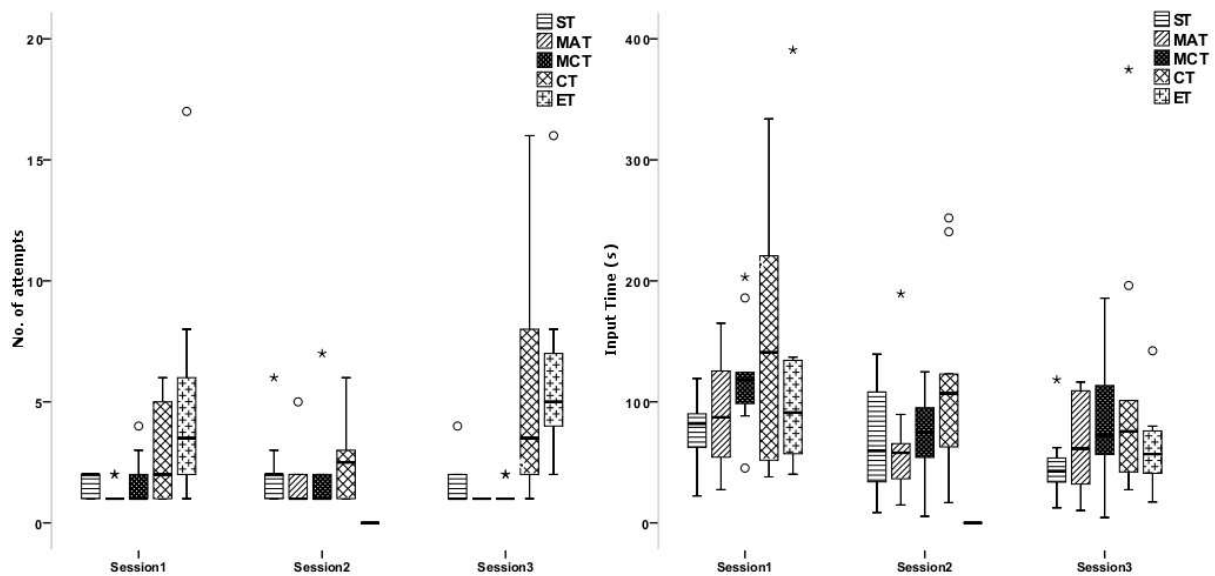 ST
MAT
MCT
CT
ET
20
15
10
5
0
No. of attempts
Session1
Session2
Session3
ST
MAT
MCT
CT
ET
400
300
200
100
0
Input Time (s)
Session1
Session2
Session3